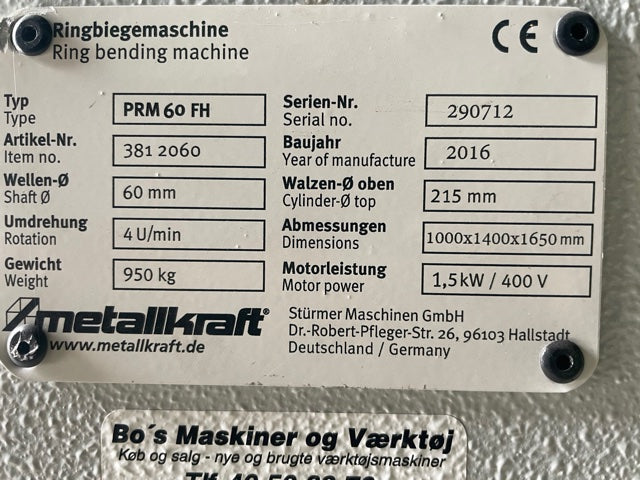 Ringbiegemaschine
Ring bending machine
CE
Typ
Type
PRM 60 FH
Serien-Nr.
Serial no.
290712
Artikel-Nr.
Item no.
381 2060
Baujahr
Year of manufacture
2016
Wellen-Ø
Shaft Ø
60 mm
Walzen-Ø oben
Cylinder-Ø top
215 mm
Umdrehung
Rotation
4 U/min
Abmessungen
Dimensions
1000x1400x1650 mm
Gewicht
Weight
950 kg
Motorleistung
Motor power
1,5 kW / 400 V
metallkraft®
www.metallkraft.de
Stürmer Maschinen GmbH
Dr.-Robert-Pfleger-Str. 26, 96103 Hallstadt
Deutschland / Germany
Bo´s Maskiner og Værktøj
Køb og salg - nye og brugte værktøjsmaskiner
Tlf.